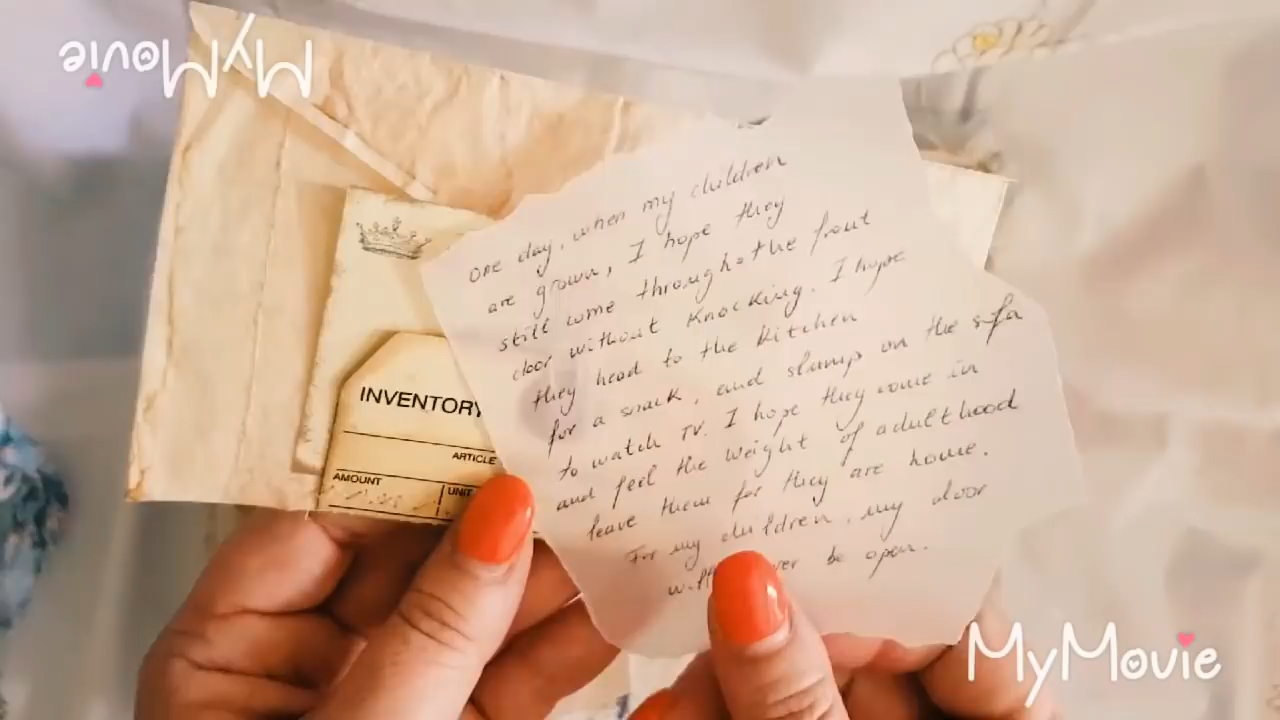 MyMovie
one day, when my children
are grown, I hope they
still come through the front
door without knocking. I hope
they head to the kitchen
for a snack, and slump on the sofa
to watch TV. I hope they come in
and feel the weight of adulthood
leave them for they are home.
For my children, my door
will be open.
INVENTORY
ARTICLE
AMOUNT
UNIT
MyMovie